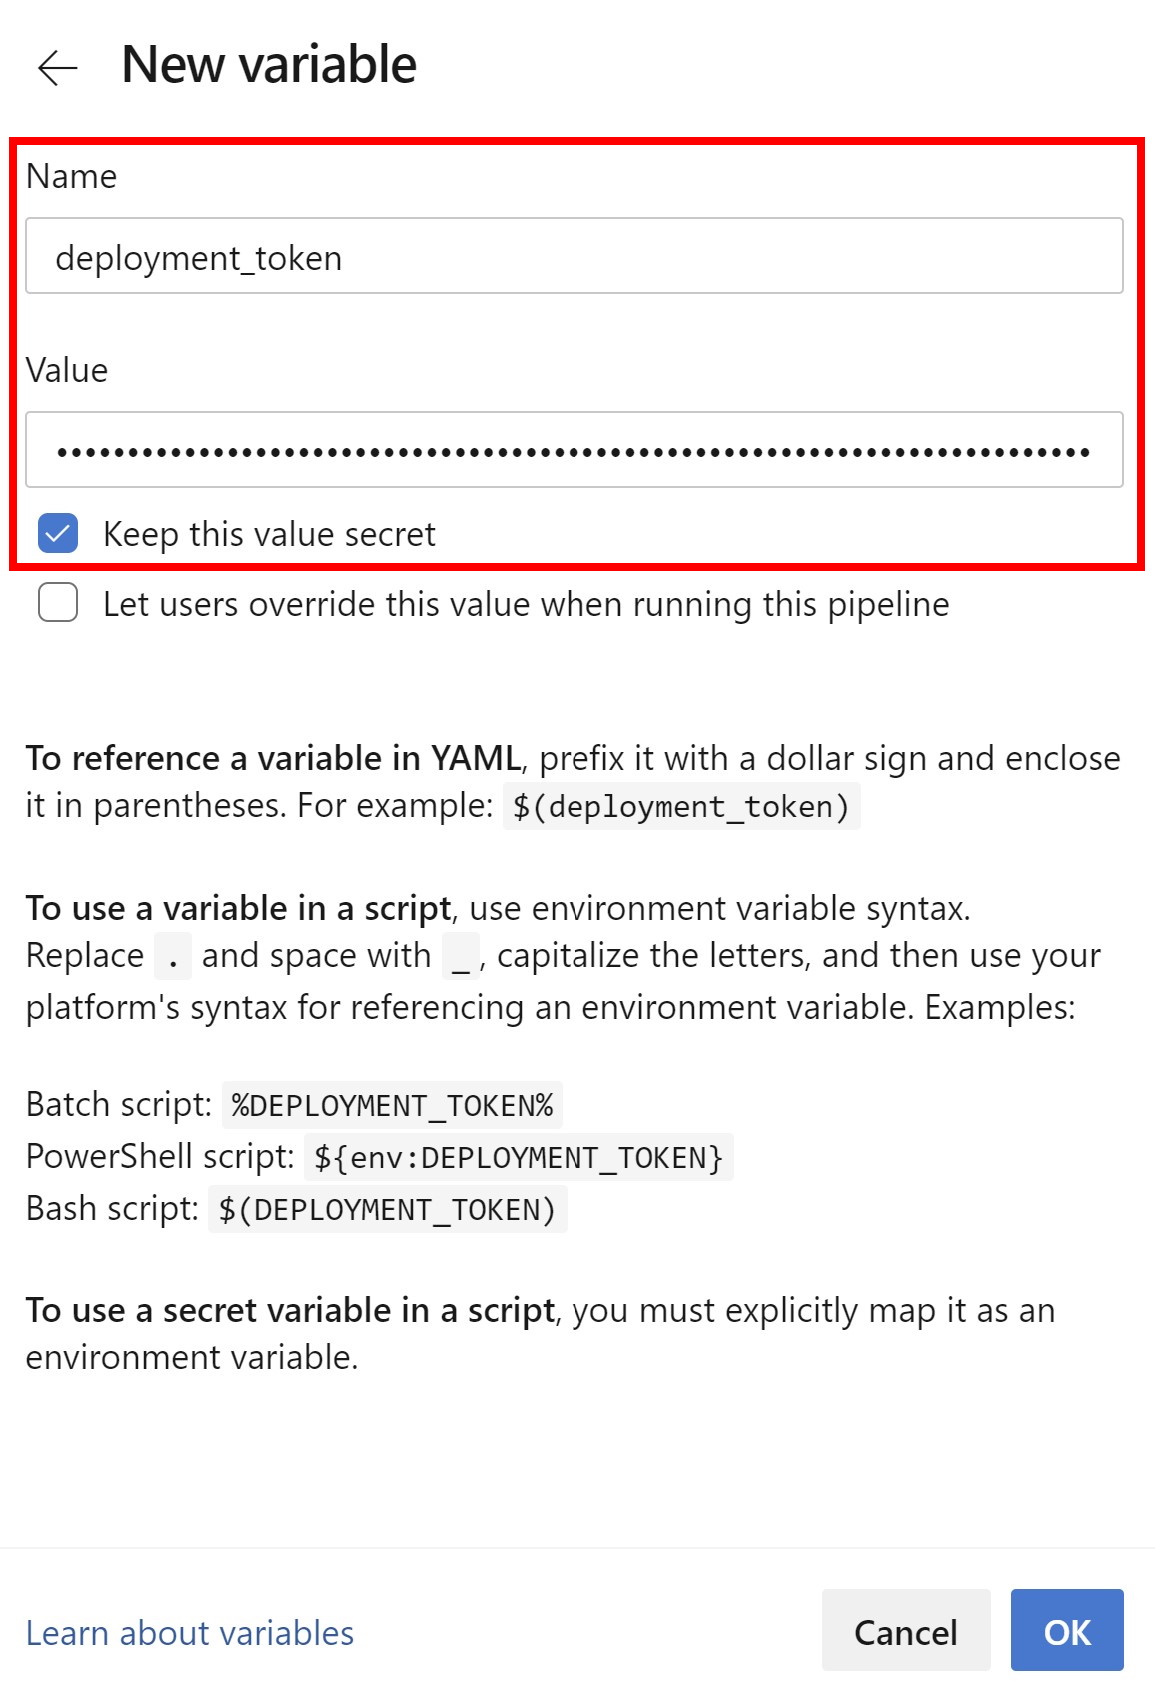 New variable
Name
deployment_token
Value
••••••••••••••••••••••••••••••••••••••••••••••••••••••••••••••••••••••••••
Keep this value secret
Let users override this value when running this pipeline
To reference a variable in YAML, prefix it with a dollar sign and enclose
it in parentheses. For example: $(deployment_token)
To use a variable in a script, use environment variable syntax.
Replace . and space with _, capitalize the letters, and then use your
platform's syntax for referencing an environment variable. Examples:
Batch script: %DEPLOYMENT_TOKEN%
PowerShell script: ${env:DEPLOYMENT_TOKEN}
Bash script: $(DEPLOYMENT_TOKEN)
To use a secret variable in a script, you must explicitly map it as an
environment variable.
Learn about variables
Cancel
OK